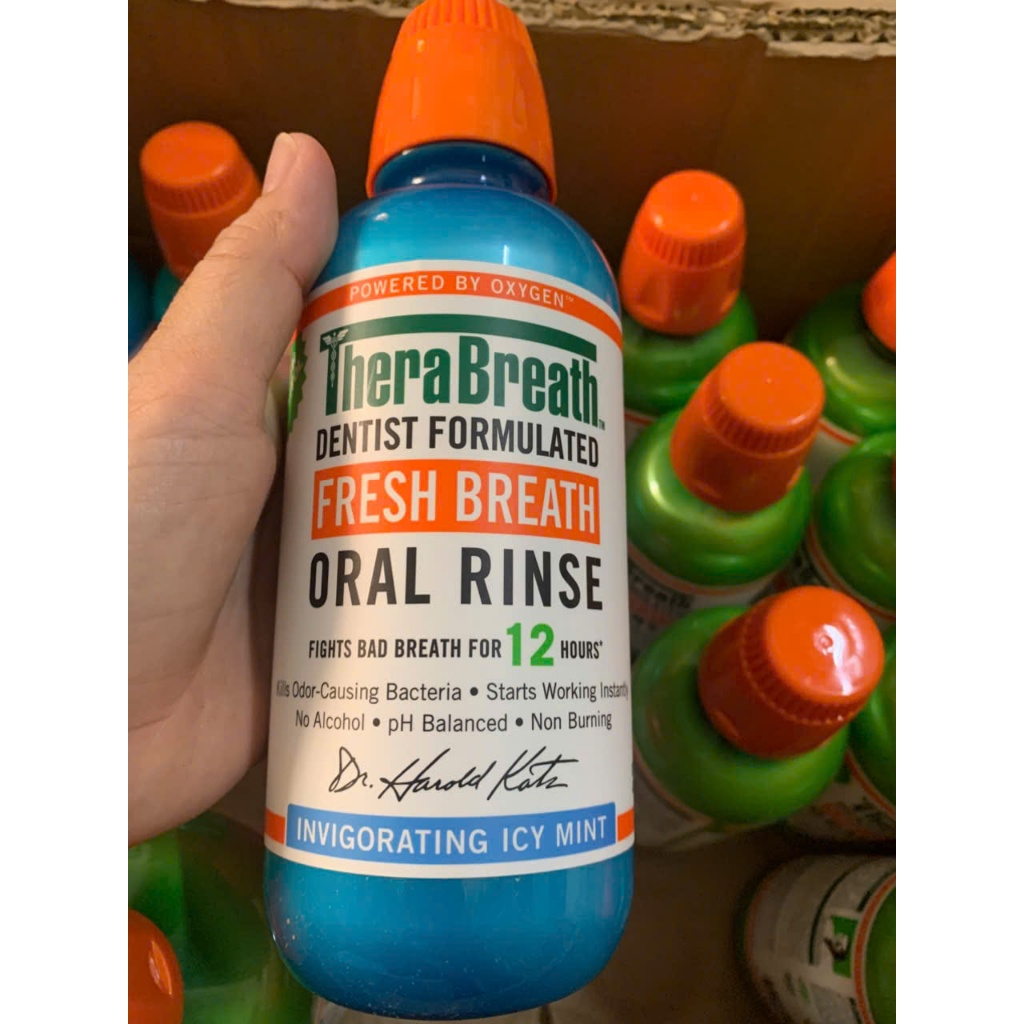 POWERED BY OXYGEN™
TheraBreath™
DENTIST FORMULATED
FRESH BREATH
ORAL RINSE
FIGHTS BAD BREATH FOR 12 HOURS*
Kills Odor-Causing Bacteria • Starts Working Instantly
No Alcohol • pH Balanced • Non Burning
Dr. Harold Katz
INVIGORATING ICY MINT